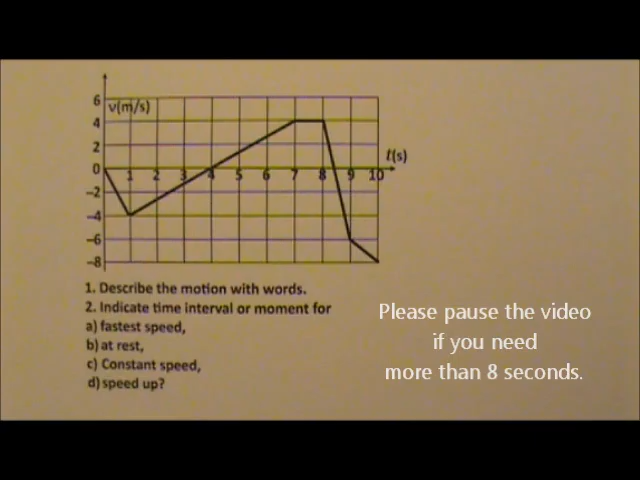 6
v(m/s)
4
2
t(s)
0
1 2 3 4 5 6 7 8 9 10
−2
−4
−6
−8
1. Describe the motion with words.
2. Indicate time interval or moment for
a) fastest speed,
b) at rest,
c) Constant speed,
d) speed up?
Please pause the video
if you need
more than 8 seconds.